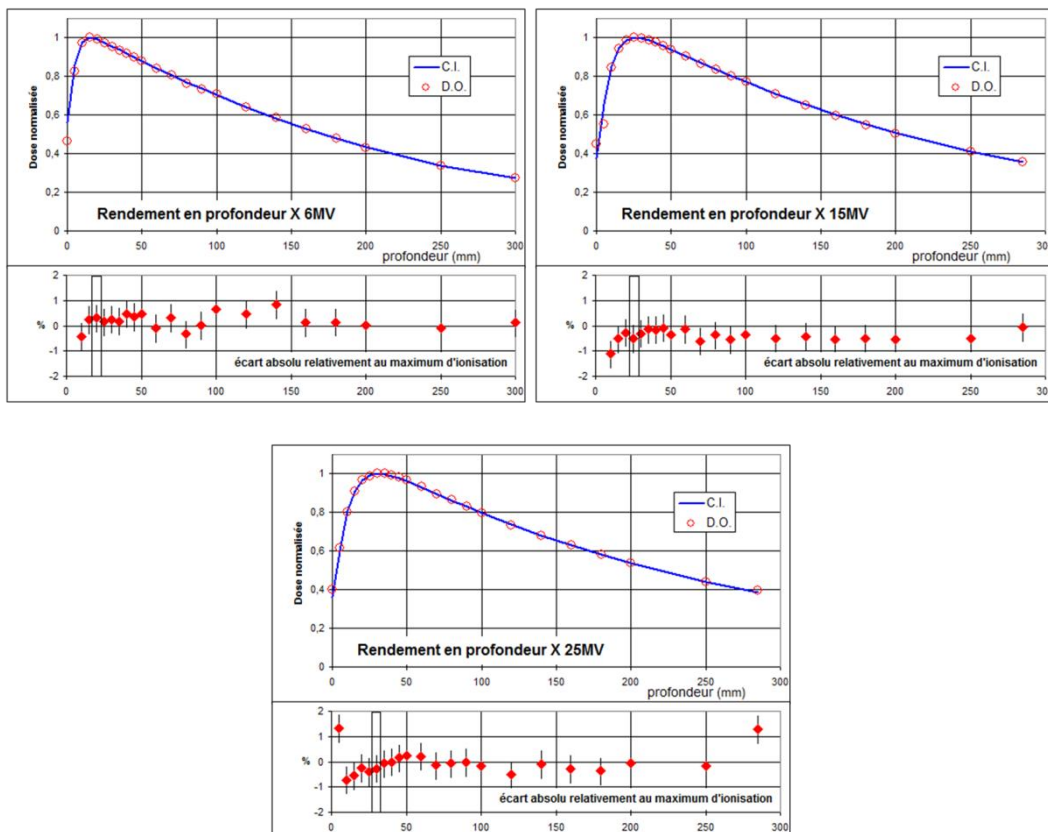 Dose normalisée
1
0,8
0,6
0,4
0,2
0
C.I.
D.O.
Rendement en profondeur X 6MV
0 50 100 150 200 250 300
profondeur (mm)
%
2
1
0
-1
-2
écart absolu relativement au maximum d'ionisation
0 50 100 150 200 250 300
Dose normalisée
1
0,8
0,6
0,4
0,2
0
C.I.
D.O.
Rendement en profondeur X 15MV
0 50 100 150 200 250 300
profondeur (mm)
%
2
1
0
-1
-2
écart absolu relativement au maximum d'ionisation
0 50 100 150 200 250 300
Dose normalisée
1
0,8
0,6
0,4
0,2
0
C.I.
D.O.
Rendement en profondeur X 25MV
0 50 100 150 200 250 300
profondeur (mm)
%
2
1
0
-1
-2
écart absolu relativement au maximum d'ionisation
0 50 100 150 200 250 300